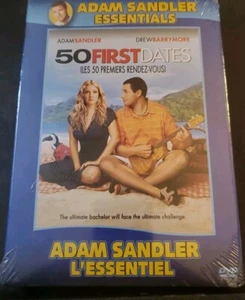 ADAM SANDLER
ESSENTIALS
ADAM SANDLER DREW BARRYMORE
50 FIRST DATES
(LES 50 PREMIERS RENDEZ-VOUS)
The ultimate bachelor will face the ultimate challenge.
ADAM SANDLER
L'ESSENTIEL
DVD